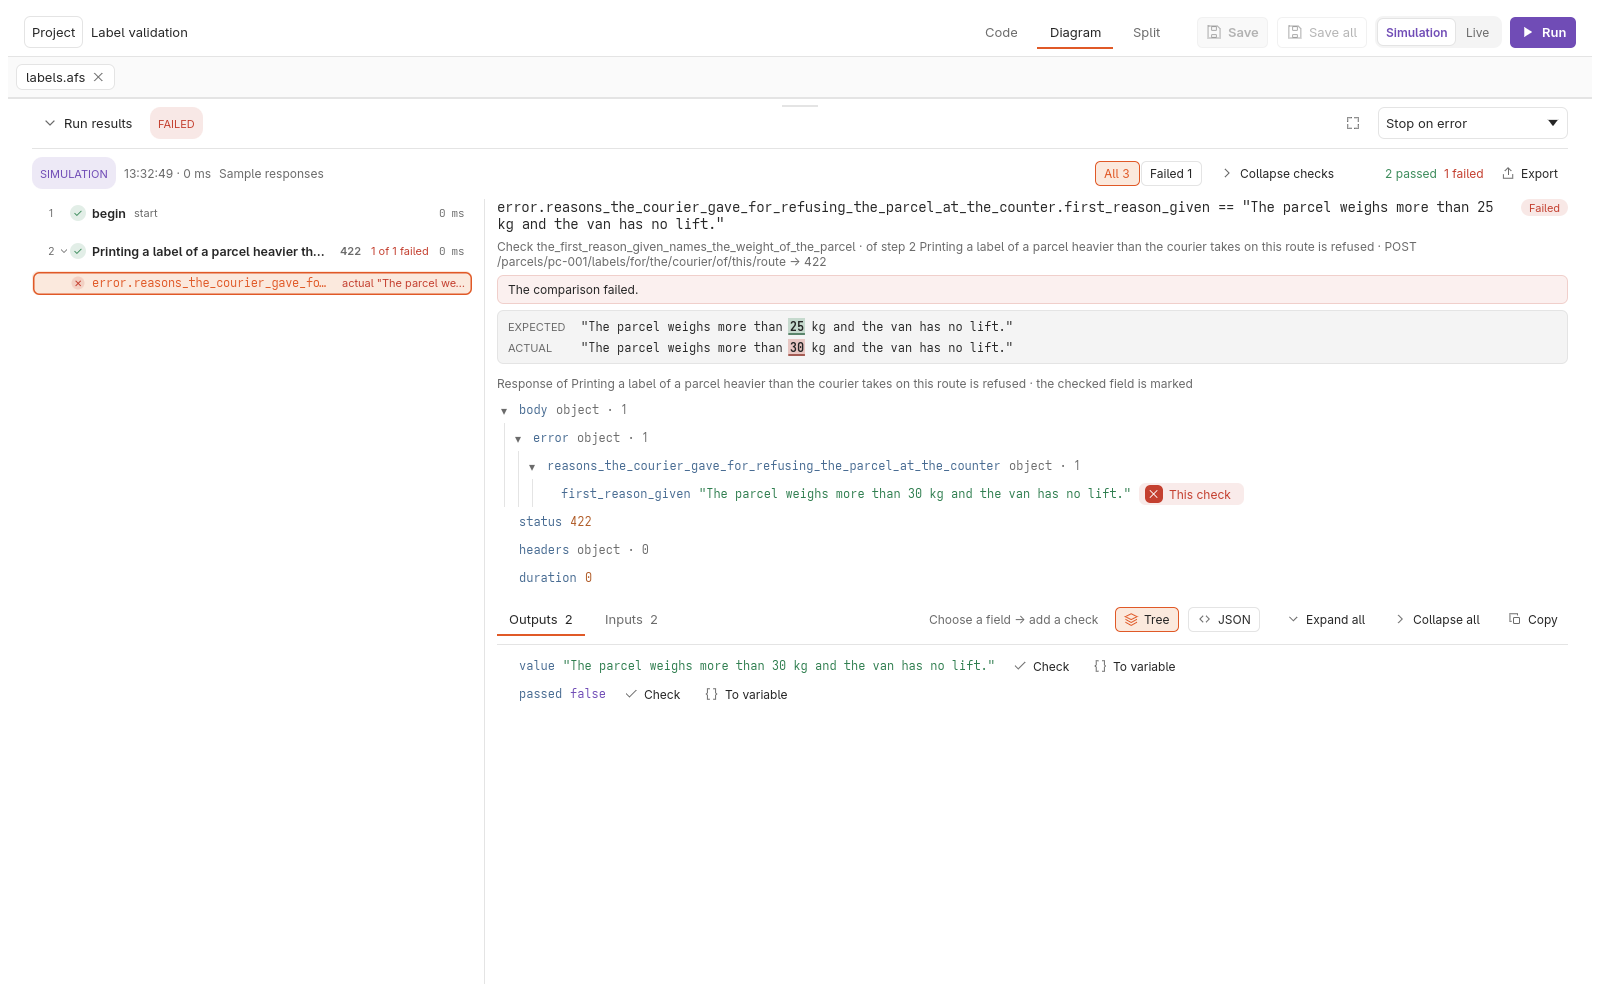 Project Label validation Code Diagram Split Save Save all Simulation Live Run
labels.afs
Run results FAILED Stop on error
SIMULATION 13:32:49 · 0 ms Sample responses All 3 Failed 1 Collapse checks 2 passed 1 failed Export
1 begin start 0 ms
2 Printing a label of a parcel heavier th... 422 1 of 1 failed 0 ms
error.reasons_the_courier_gave_fo… actual "The parcel we...
error.reasons_the_courier_gave_for_refusing_the_parcel_at_the_counter.first_reason_given == "The parcel weighs more than 25 Failed
kg and the van has no lift."
Check the_first_reason_given_names_the_weight_of_the_parcel · of step 2 Printing a label of a parcel heavier than the courier takes on this route is refused · POST
/parcels/pc-001/labels/for/the/courier/of/this/route → 422
The comparison failed.
EXPECTED "The parcel weighs more than 25 kg and the van has no lift."
ACTUAL "The parcel weighs more than 30 kg and the van has no lift."
Response of Printing a label of a parcel heavier than the courier takes on this route is refused · the checked field is marked
body object · 1
error object · 1
reasons_the_courier_gave_for_refusing_the_parcel_at_the_counter object · 1
first_reason_given "The parcel weighs more than 30 kg and the van has no lift." This check
status 422
headers object · 0
duration 0
Outputs 2 Inputs 2 Choose a field → add a check Tree JSON Expand all Collapse all Copy
value "The parcel weighs more than 30 kg and the van has no lift." Check {} To variable
passed false Check {} To variable